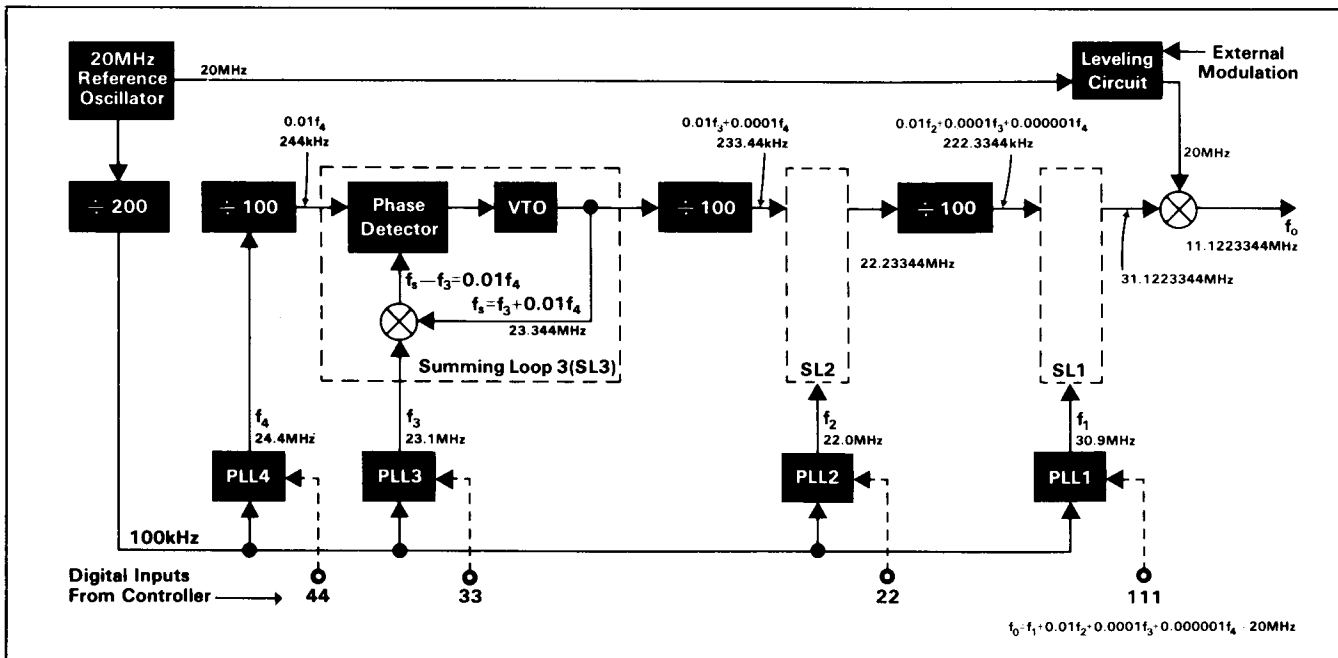 20MHz
Reference
Oscillator
20MHz
Leveling
Circuit
External
Modulation
0.01f₄
244kHz
0.01f₃+0.0001f₄
233.44kHz
0.01f₂+0.0001f₃+0.000001f₄
222.3344kHz
20MHz
÷ 200
÷ 100
Phase
Detector
VTO
÷ 100
÷ 100
fₒ
11.1223344MHz
22.23344MHz
31.1223344MHz
fₛ—f₃=0.01f₄
fₛ=f₃+0.01f₄
23.344MHz
Summing Loop 3(SL3)
SL2
SL1
f₄
24.4MHz
f₃
23.1MHz
f₂
22.0MHz
f₁
30.9MHz
PLL4
PLL3
PLL2
PLL1
100kHz
Digital Inputs
From Controller
44
33
22
111
f₀=f₁+0.01f₂+0.0001f₃+0.000001f₄ - 20MHz